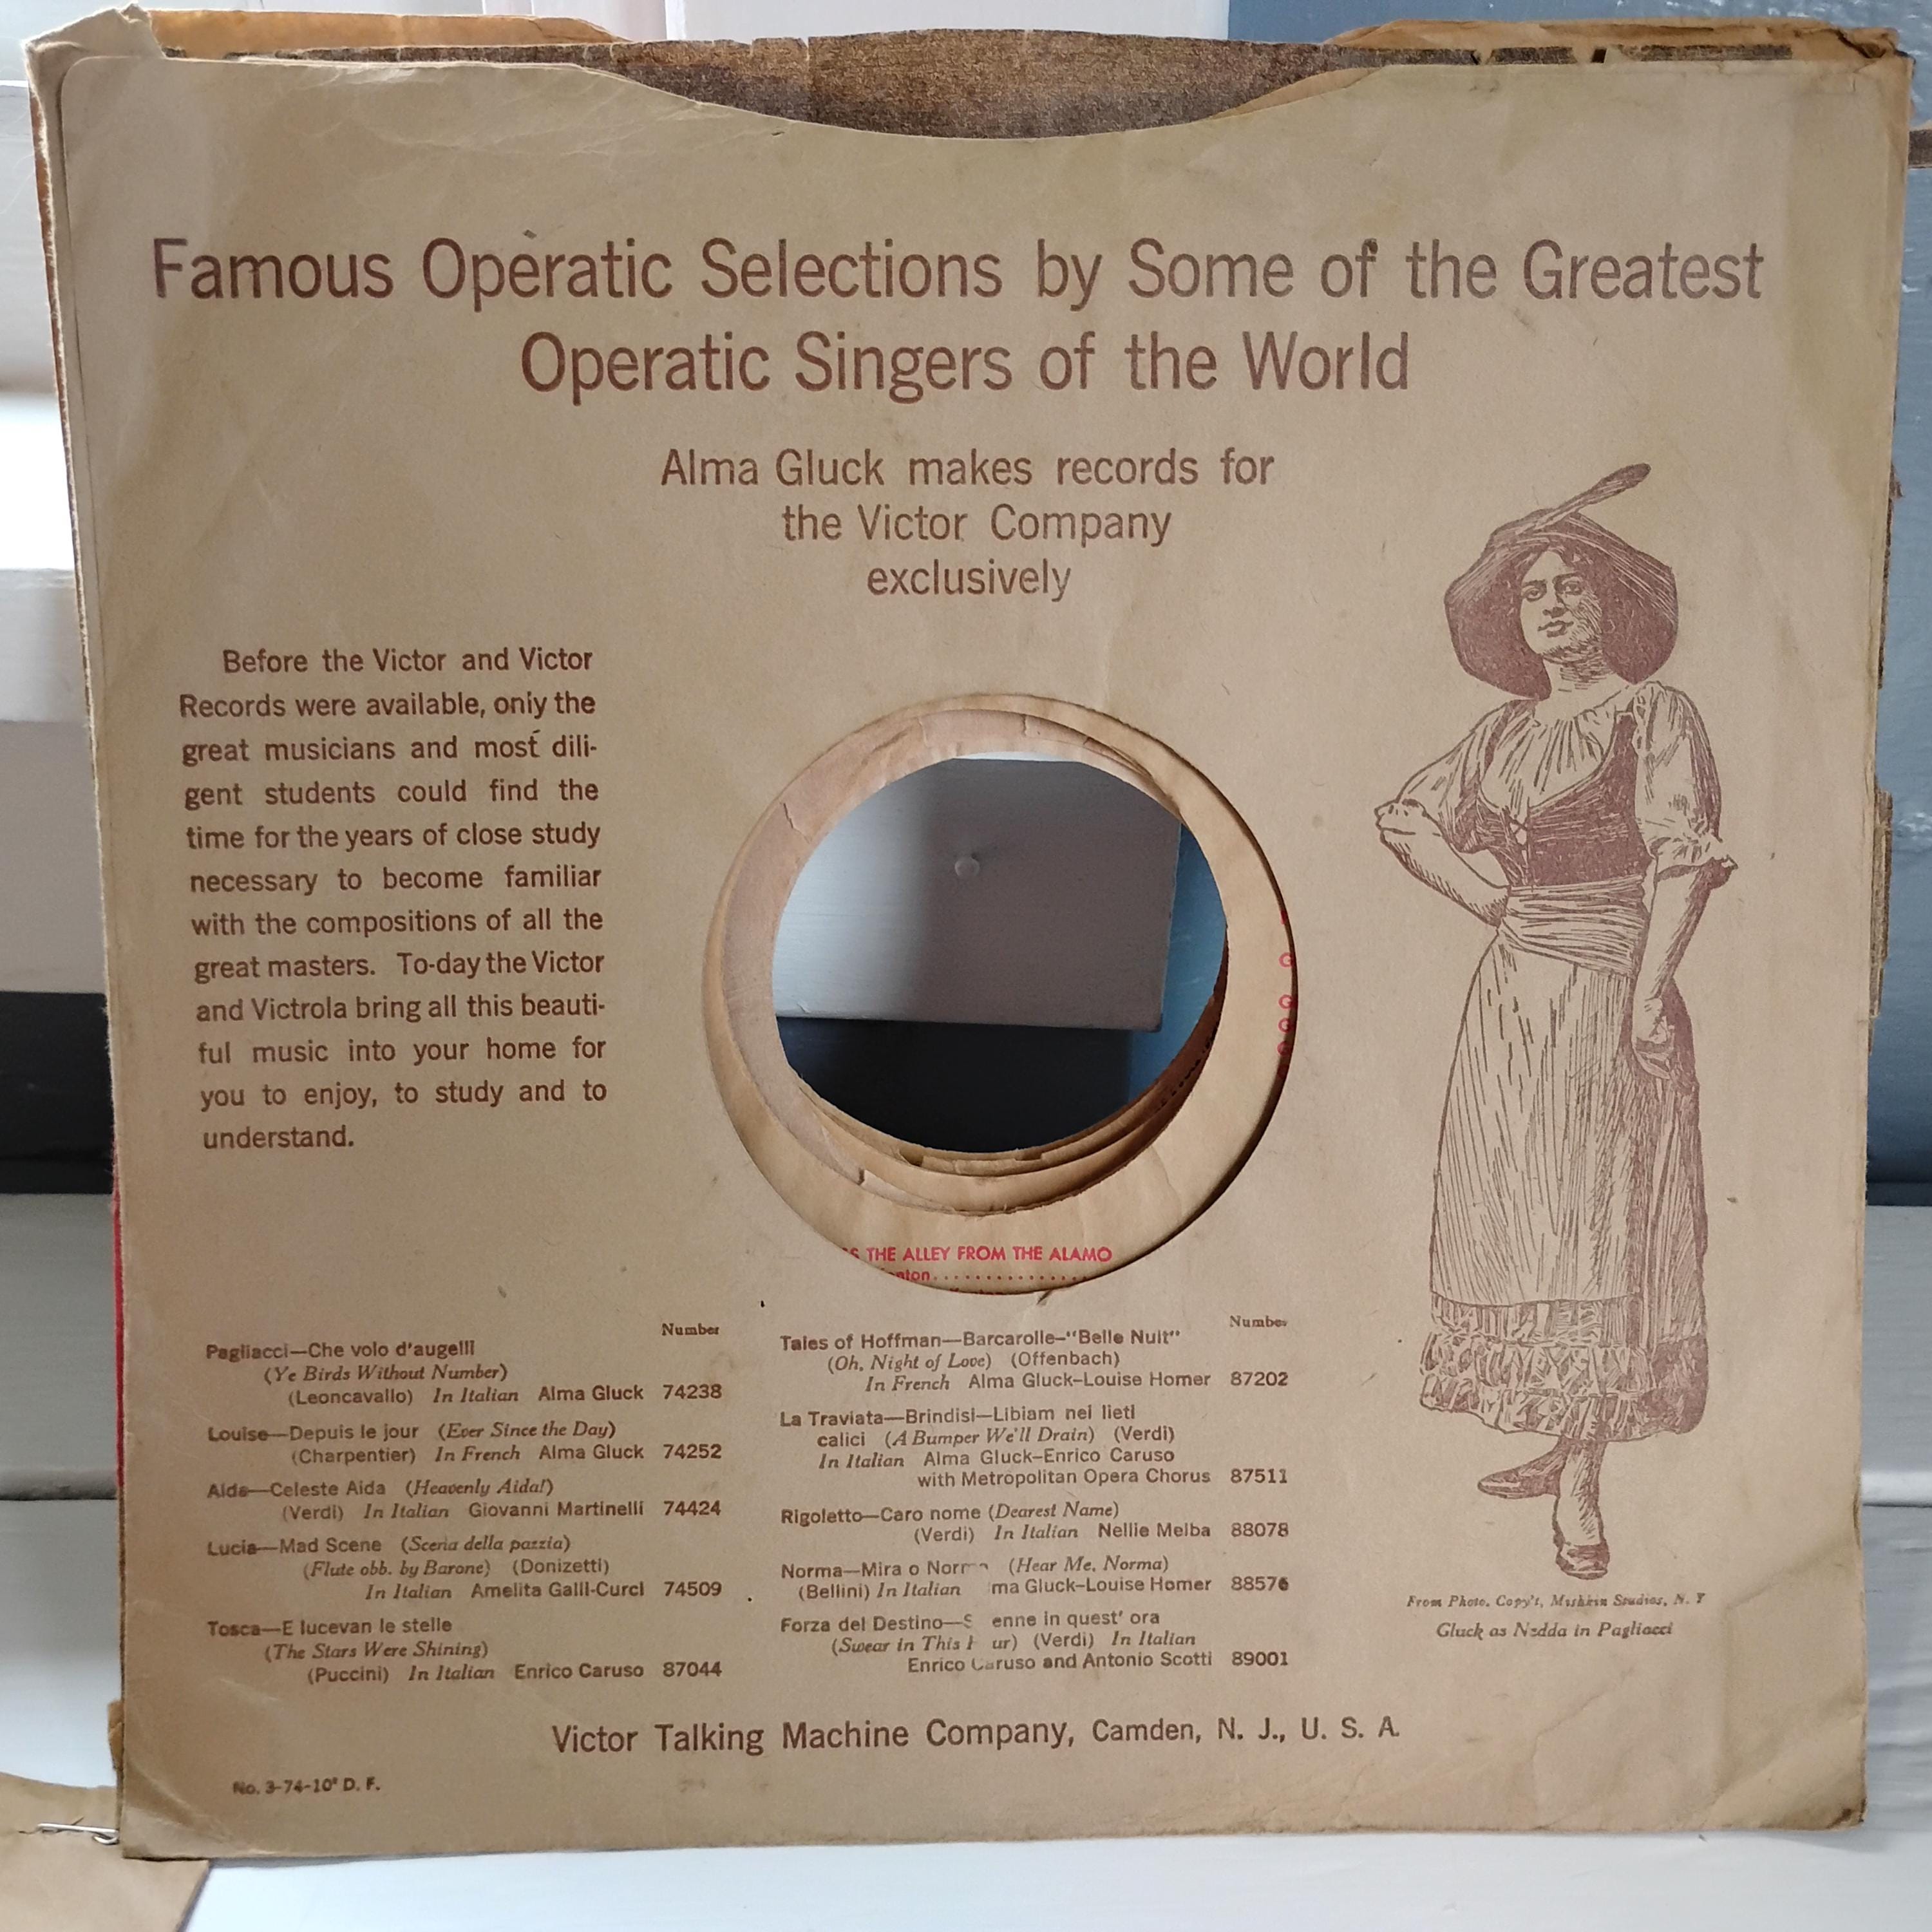 Famous Operatic Selections by Some of the Greatest
Operatic Singers of the World
Alma Gluck makes records for
the Victor Company
exclusively
Before the Victor and Victor
Records were available, only the
great musicians and most dili-
gent students could find the
time for the years of close study
necessary to become familiar
with the compositions of all the
great masters. To-day the Victor
and Victrola bring all this beauti-
ful music into your home for
you to enjoy, to study and to
understand.
G
G
G
G
THE ALLEY FROM THE ALAMO
Number
Pagliacci—Che volo d'augelli
(Ye Birds Without Number)
(Leoncavallo) In Italian Alma Gluck 74238
Louise—Depuis le jour (Ever Since the Day)
(Charpentier) In French Alma Gluck 74252
Aida—Celeste Aida (Heavenly Aida!)
(Verdi) In Italian Giovanni Martinelli 74424
Lucia—Mad Scene (Scena della pazzia)
(Flute obb. by Barone) (Donizetti)
In Italian Amelita Galli-Curci 74509
Tosca—E lucevan le stelle
(The Stars Were Shining)
(Puccini) In Italian Enrico Caruso 87044
Number
Tales of Hoffman—Barcarolle—"Belle Nuit"
(Oh, Night of Love) (Offenbach)
In French Alma Gluck–Louise Homer 87202
La Traviata—Brindisi—Libiam nei lieti
calici (A Bumper We'll Drain) (Verdi)
In Italian Alma Gluck–Enrico Caruso
with Metropolitan Opera Chorus 87511
Rigoletto—Caro nome (Dearest Name)
(Verdi) In Italian Nellie Melba 88078
Norma—Mira o Norma (Hear Me, Norma)
(Bellini) In Italian ma Gluck–Louise Homer 88576
Forza del Destino—S enne in quest' ora
(Swear in This H ur) (Verdi) In Italian
Enrico Caruso and Antonio Scotti 89001
From Photo, Copy't, Mishkin Studios, N. Y
Gluck as Nedda in Pagliacci
Victor Talking Machine Company, Camden, N. J., U. S. A.
No. 3-74-10" D. F.